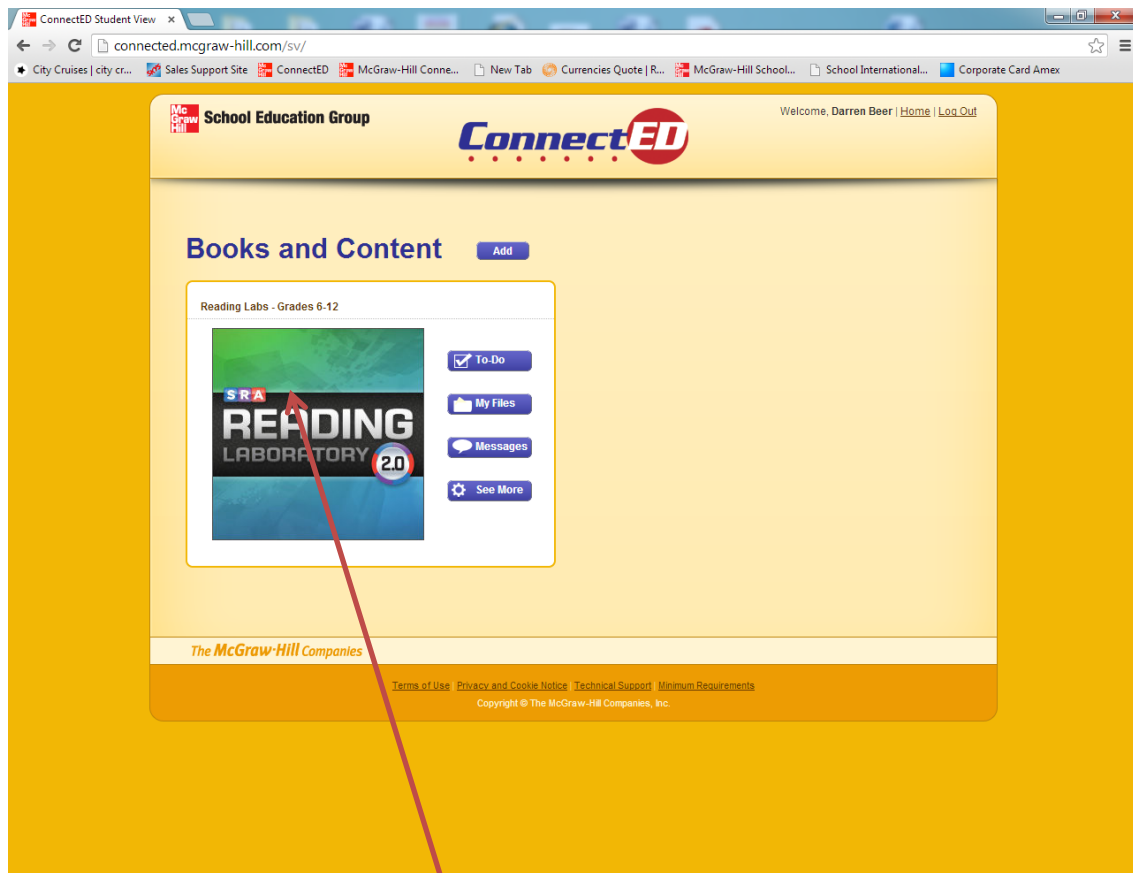 ConnectED Student View
connected.mcgraw-hill.com/sv/
City Cruises | city cr... Sales Support Site ConnectED McGraw-Hill Conne... New Tab Currencies Quote | R... McGraw-Hill School... School International... Corporate Card Amex
Mc Graw Hill School Education Group
ConnectED
Welcome, Darren Beer | Home | Log Out
Books and Content Add
Reading Labs - Grades 6-12
SRA
READING
LABORATORY 2.0
To-Do
My Files
Messages
See More
The McGraw·Hill Companies
Terms of Use | Privacy and Cookie Notice | Technical Support | Minimum Requirements
Copyright © The McGraw-Hill Companies, Inc.